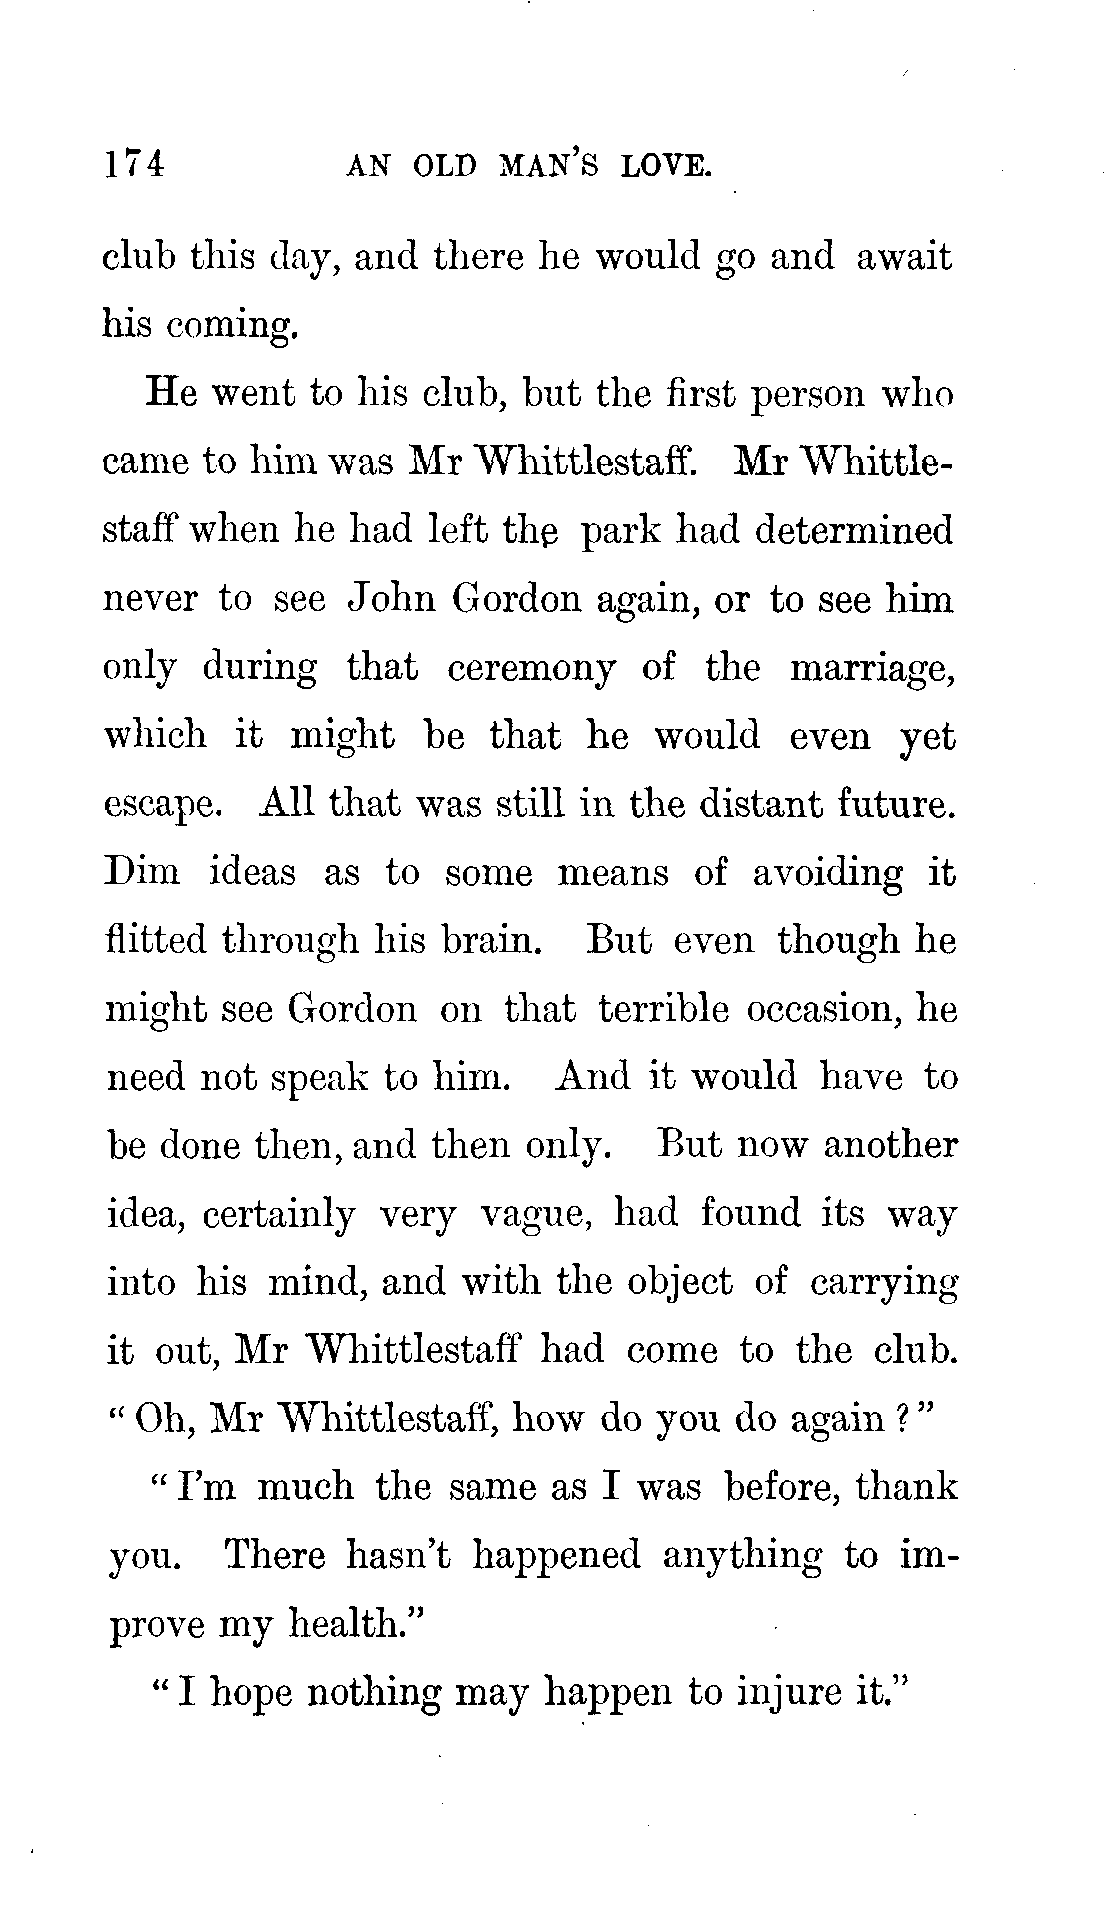 174 AN OLD MAN'S LOVE.
club this day, and there he would go and await
his coming.
He went to his club, but the first person who
came to him was Mr Whittlestaff. Mr Whittle-
staff when he had left the park had determined
never to see John Gordon again, or to see him
only during that ceremony of the marriage,
which it might be that he would even yet
escape. All that was still in the distant future.
Dim ideas as to some means of avoiding it
flitted through his brain. But even though he
might see Gordon on that terrible occasion, he
need not speak to him. And it would have to
be done then, and then only. But now another
idea, certainly very vague, had found its way
into his mind, and with the object of carrying
it out, Mr Whittlestaff had come to the club.
“ Oh, Mr Whittlestaff, how do you do again ? ”
“ I’m much the same as I was before, thank
you. There hasn’t happened anything to im-
prove my health.”
“ I hope nothing may happen to injure it.”